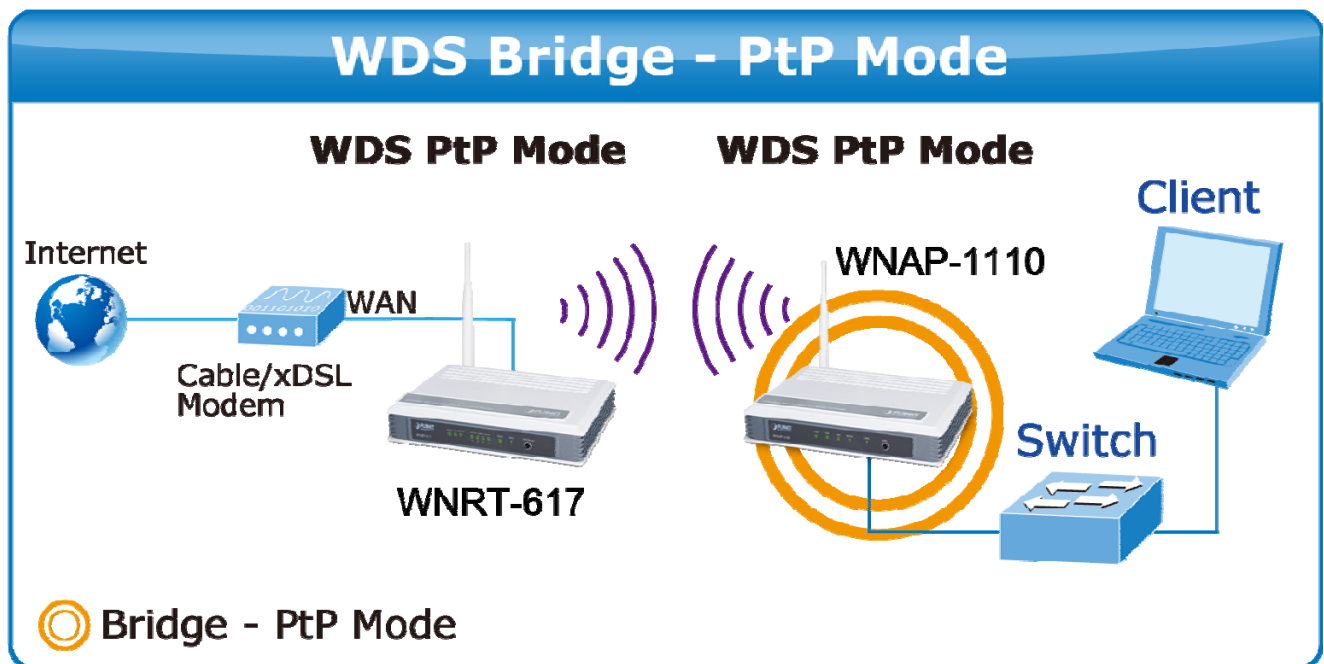 WDS Bridge - PtP Mode
WDS PtP Mode
WDS PtP Mode
Client
Internet
WNAP-1110
WAN
Cable/xDSL
Modem
Switch
WNRT-617
Bridge - PtP Mode